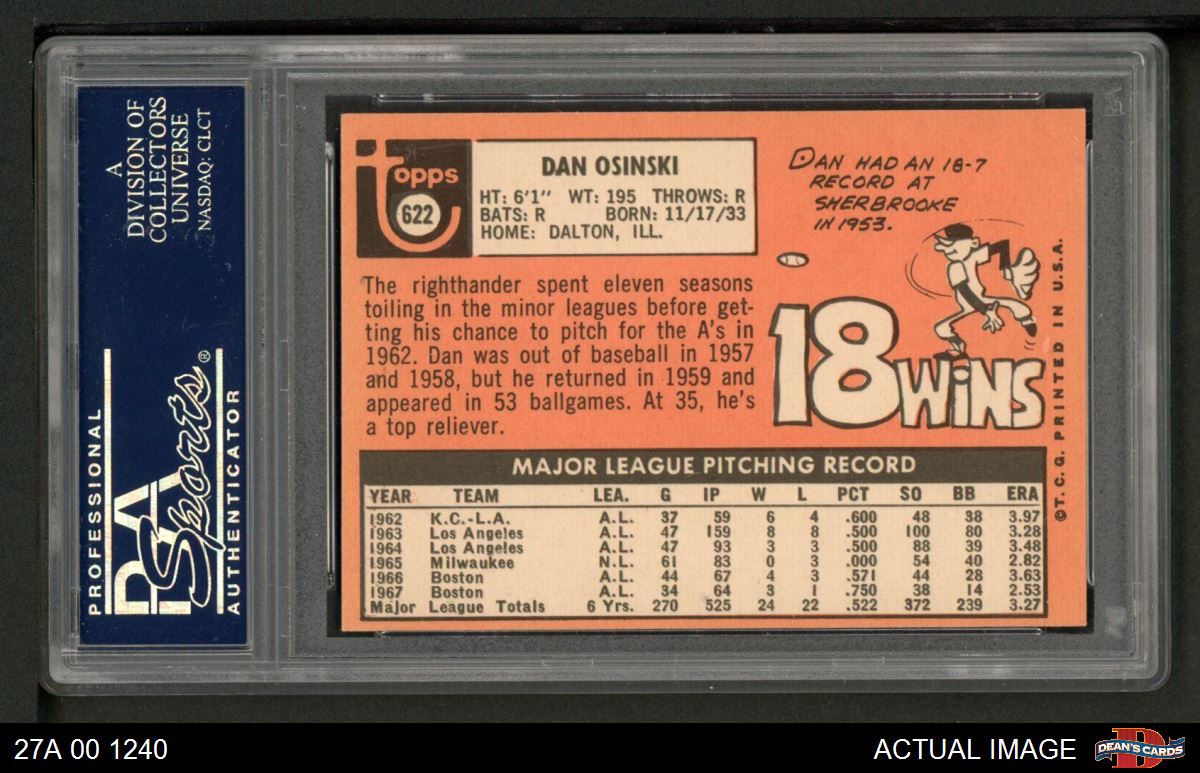 A
DIVISION OF
COLLECTORS
UNIVERSE
NASDAQ: CLCT
PROFESSIONAL
PSA
Sports®
AUTHENTICATOR
Topps
622
DAN OSINSKI
HT: 6'1" WT: 195 THROWS: R
BATS: R BORN: 11/17/33
HOME: DALTON, ILL.
DAN HAD AN 18-7
RECORD AT
SHERBROOKE
IN 1953.
The righthander spent eleven seasons
toiling in the minor leagues before get-
ting his chance to pitch for the A's in
1962. Dan was out of baseball in 1957
and 1958, but he returned in 1959 and
appeared in 53 ballgames. At 35, he's
a top reliever.
18 WiNS
©T.C.G. PRINTED IN U.S.A.
MAJOR LEAGUE PITCHING RECORD
YEAR TEAM LEA. G IP W L PCT SO BB ERA
1962 K.C.-L.A. A.L. 37 59 6 4 .600 48 38 3.97
1963 Los Angeles A.L. 47 159 8 8 .500 100 80 3.28
1964 Los Angeles A.L. 47 93 3 3 .500 88 39 3.48
1965 Milwaukee N.L. 61 83 0 3 .000 54 40 2.82
1966 Boston A.L. 44 67 4 3 .571 44 28 3.63
1967 Boston A.L. 34 64 3 1 .750 38 14 2.53
Major League Totals 6 Yrs. 270 525 24 22 .522 372 239 3.27
27A 00 1240
ACTUAL IMAGE
D
DEAN'S CARDS